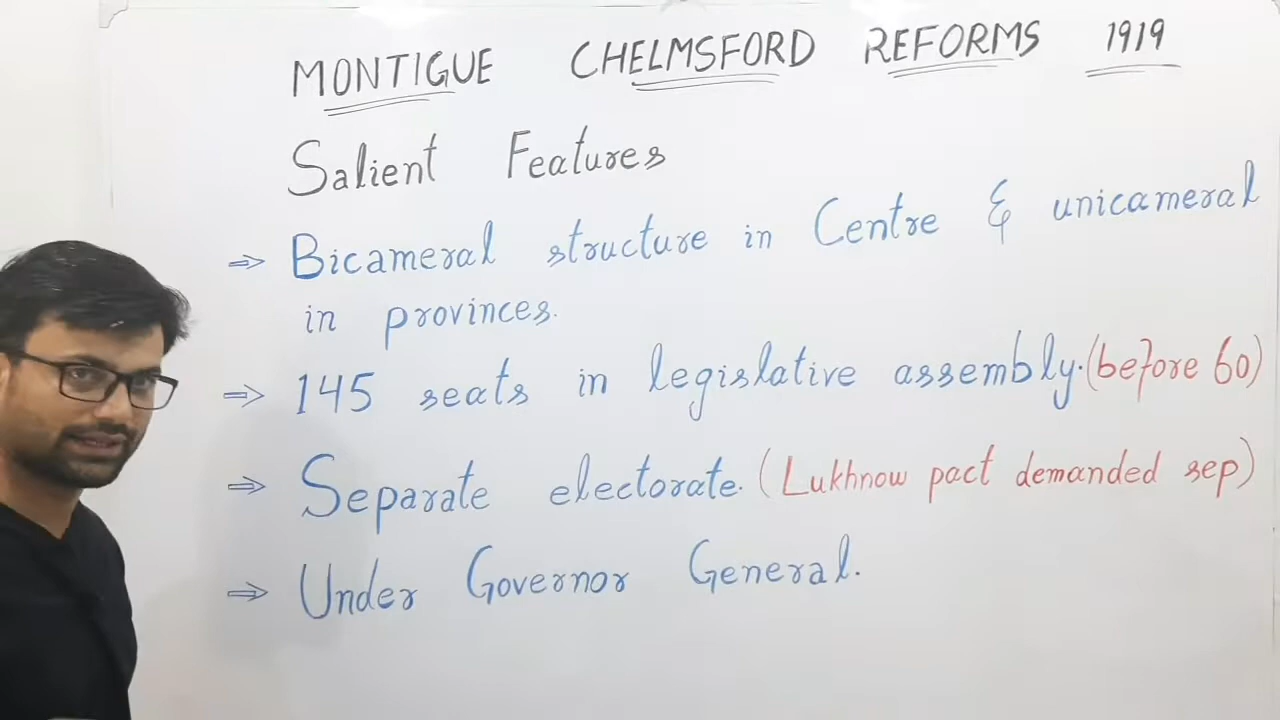 MONTIGUE CHELMSFORD REFORMS 1919
Salient Features
⇒ Bicameral structure in Centre & unicameral
in provinces.
⇒ 145 seats in legislative assembly. (before 60)
⇒ Separate electorate. (Lukhnow pact demanded sep)
⇒ Under Governor General.